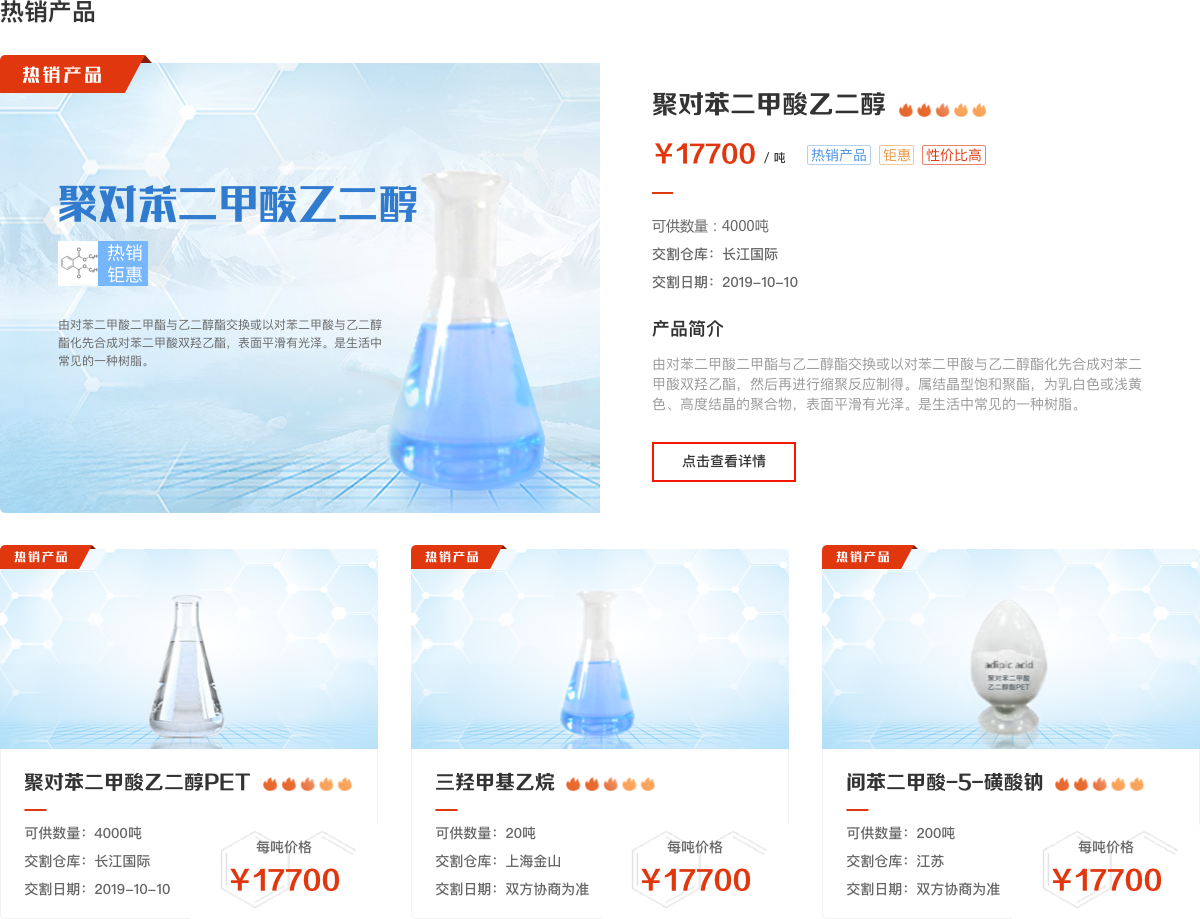 热销产品
热销产品
聚对苯二甲酸乙二醇
热销
钜惠
由对苯二甲酸二甲酯与乙二醇酯交换或以对苯二甲酸与乙二醇
酯化先合成对苯二甲酸双羟乙酯，表面平滑有光泽。是生活中
常见的一种树脂。
聚对苯二甲酸乙二醇
￥17700 / 吨 热销产品 钜惠 性价比高
可供数量：4000吨
交割仓库：长江国际
交割日期：2019-10-10
产品简介
由对苯二甲酸二甲酯与乙二醇酯交换或以对苯二甲酸与乙二醇酯化先合成对苯二
甲酸双羟乙酯，然后再进行缩聚反应制得。属结晶型饱和聚酯，为乳白色或浅黄
色、高度结晶的聚合物，表面平滑有光泽。是生活中常见的一种树脂。
点击查看详情
热销产品
聚对苯二甲酸乙二醇PET
可供数量：4000吨
交割仓库：长江国际
交割日期：2019-10-10
每吨价格
￥17700
热销产品
三羟甲基乙烷
可供数量：20吨
交割仓库：上海金山
交割日期：双方协商为准
每吨价格
￥17700
热销产品
adipic acid
聚对苯二甲酸
乙二醇酯PET
间苯二甲酸-5-磺酸钠
可供数量：200吨
交割仓库：江苏
交割日期：双方协商为准
每吨价格
￥17700